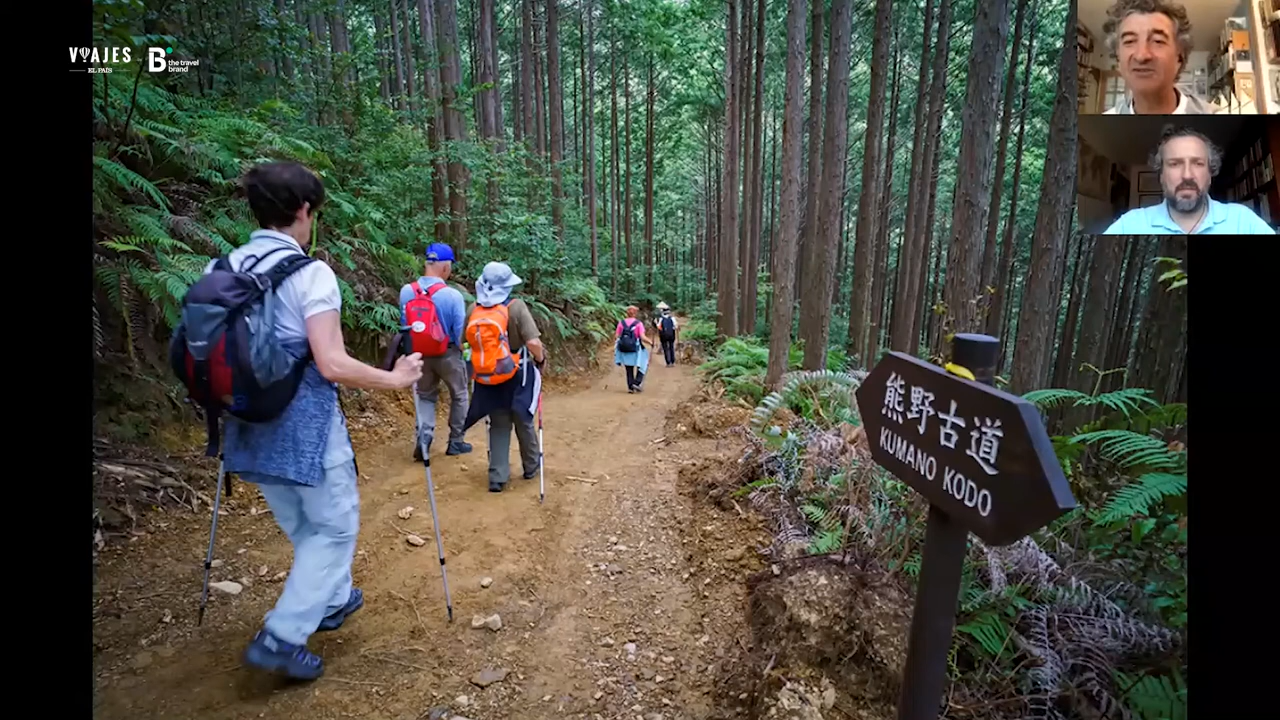 VIAJES
EL PAÍS
B the travel
brand
熊野古道
KUMANO KODO